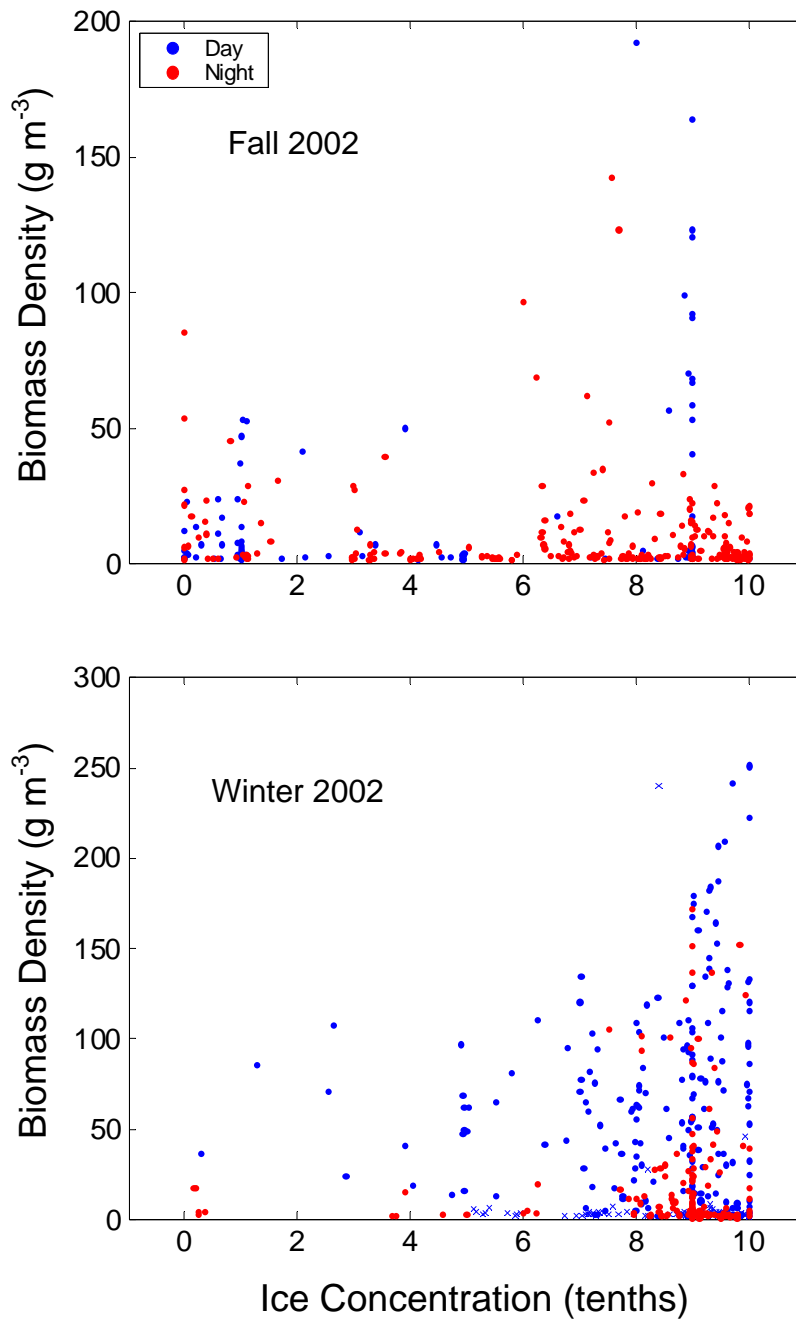 200
150
100
50
0
Biomass Density (g m-3)
Day
Night
Fall 2002
0 2 4 6 8 10
300
250
200
150
100
50
0
Biomass Density (g m-3)
Winter 2002
0 2 4 6 8 10
Ice Concentration (tenths)